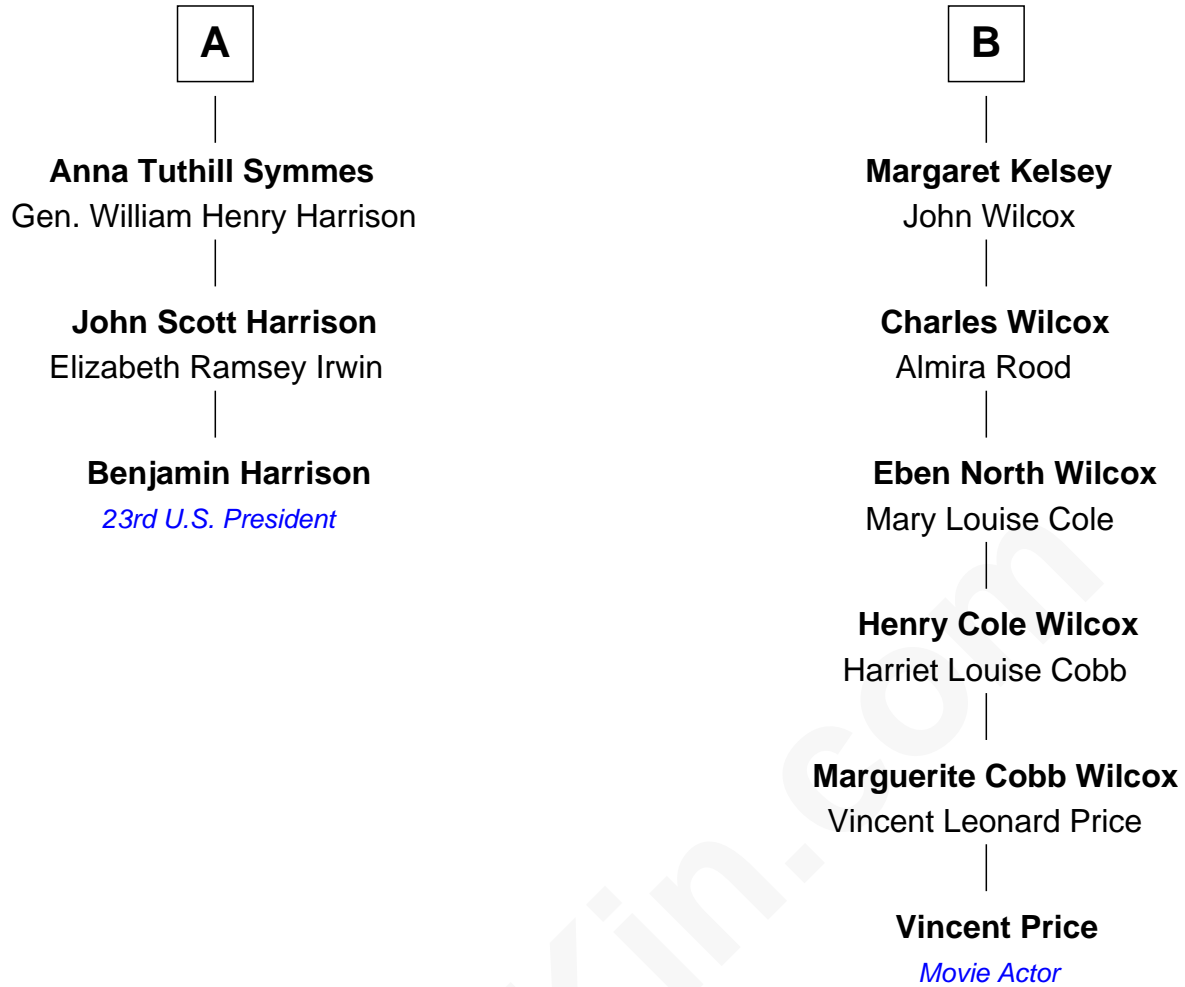 A
Anna Tuthill Symmes
Gen. William Henry Harrison
John Scott Harrison
Elizabeth Ramsey Irwin
Benjamin Harrison
23rd U.S. President
B
Margaret Kelsey
John Wilcox
Charles Wilcox
Almira Rood
Eben North Wilcox
Mary Louise Cole
Henry Cole Wilcox
Harriet Louise Cobb
Marguerite Cobb Wilcox
Vincent Leonard Price
Vincent Price
Movie Actor
Kin.com